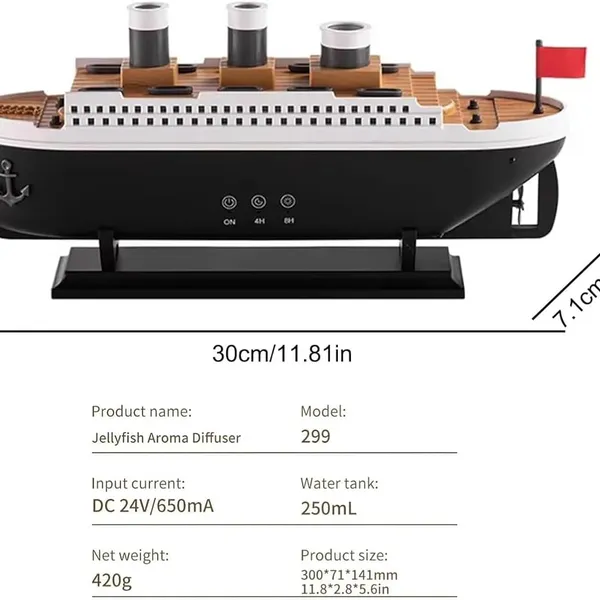 ON 4H 8H
7.1cm
30cm/11.81in
Product name:
Jellyfish Aroma Diffuser
Model:
299
Input current:
DC 24V/650mA
Water tank:
250mL
Net weight:
420g
Product size:
300*71*141mm
11.8*2.8*5.6in